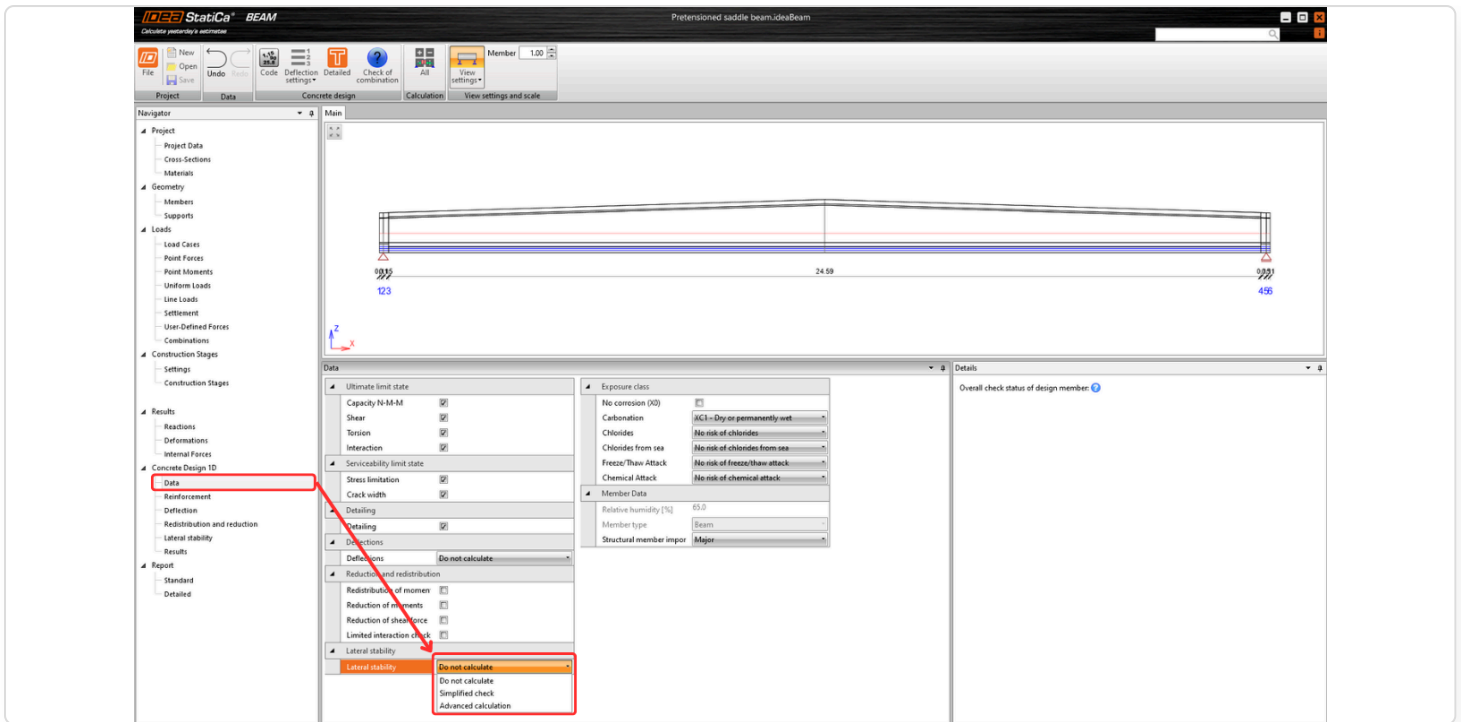 IDEA StatiCa® BEAM
Calculate yesterday's estimates
Pretensioned saddle beam.ideaBeam
File
New
Open
Save
Undo
Redo
Code
Deflection settings
Detailed
Check of combination
All
View settings
Member 1.00
Project
Data
Concrete design
Calculation
View settings and scale
Navigator
Project
Project Data
Cross-Sections
Materials
Geometry
Members
Supports
Loads
Load Cases
Point Forces
Point Moments
Uniform Loads
Line Loads
Settlement
User-Defined Forces
Combinations
Construction Stages
Settings
Construction Stages
Results
Reactions
Deformations
Internal Forces
Concrete Design 1D
Data
Reinforcement
Deflection
Redistribution and reduction
Lateral stability
Results
Report
Standard
Detailed
Main
24.59
123
456
Z
X
Data
Ultimate limit state
Capacity N-M-M
Shear
Torsion
Interaction
Serviceability limit state
Stress limitation
Crack width
Detailing
Detailing
Deflections
Deflections Do not calculate
Reduction and redistribution
Redistribution of momen
Reduction of moments
Reduction of shear force
Limited interaction check
Lateral stability
Lateral stability Do not calculate
Do not calculate
Simplified check
Advanced calculation
Exposure class
No corrosion (X0)
Carbonation XC1 - Dry or permanently wet
Chlorides No risk of chlorides
Chlorides from sea No risk of chlorides from sea
Freeze/Thaw Attack No risk of freeze/thaw attack
Chemical Attack No risk of chemical attack
Member Data
Relative humidity [%] 65.0
Member type Beam
Structural member impor Major
Details
Overall check status of design member: